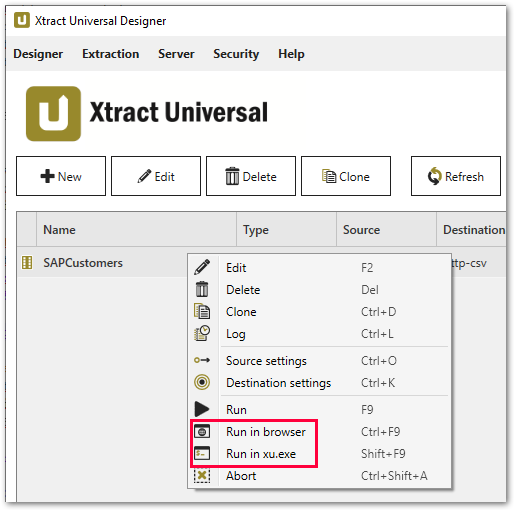 Xtract Universal Designer
Designer Extraction Server Security Help
Xtract Universal
New Edit Delete Clone Refresh
Name Type Source Destination
SAPCustomers ttp-csv
Edit F2
Delete Del
Clone Ctrl+D
Log Ctrl+L
Source settings Ctrl+O
Destination settings Ctrl+K
Run F9
Run in browser Ctrl+F9
Run in xu.exe Shift+F9
Abort Ctrl+Shift+A